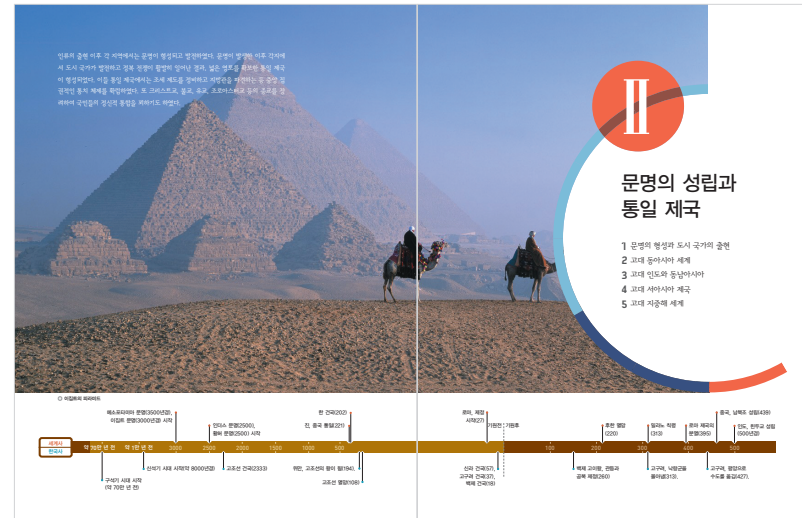 인류의 출현 이후 각 지역에서는 문명이 형성되고 발전하였다. 문명이 발생한 이후 각지에
서 도시 국가가 발전하고 정복 전쟁이 활발히 일어난 결과, 넓은 영토를 확보한 통일 제국
이 형성되었다. 이들 통일 제국에서는 조세 제도를 정비하고 지방관을 파견하는 등 중앙 집
권적인 통치 체제를 확립하였다. 또 크리스트교, 불교, 유교, 조로아스터교 등의 종교를 장
려하여 국민들의 정신적 통합을 꾀하기도 하였다.
II
문명의 성립과
통일 제국
1 문명의 형성과 도시 국가의 출현
2 고대 동아시아 세계
3 고대 인도와 동남아시아
4 고대 서아시아 제국
5 고대 지중해 세계
이집트의 피라미드
메소포타미아 문명(3500년경),
이집트 문명(3000년경) 시작
인더스 문명(2500),
황허 문명(2500) 시작
한 건국(202)
진, 중국 통일(221)
로마, 제정
시작(27)
기원전
기원후
후한 멸망
(220)
밀라노 칙령
(313)
로마 제국의
분열(395)
중국, 남북조 성립(439)
인도, 힌두교 성립
(500년경)
세계사
한국사
약 70만 년 전
약 1만 년 전
3000
2500
2000
1500
1000
500
100
200
300
400
500
구석기 시대 시작
(약 70만 년 전)
신석기 시대 시작(약 8000년경)
고조선 건국(2333)
위만, 고조선의 왕이 됨(194).
고조선 멸망(108)
신라 건국(57),
고구려 건국(37),
백제 건국(18)
백제 고이왕, 관등과
공복 제정(260)
고구려, 낙랑군을
몰아냄(313).
고구려, 평양으로
수도를 옮김(427).